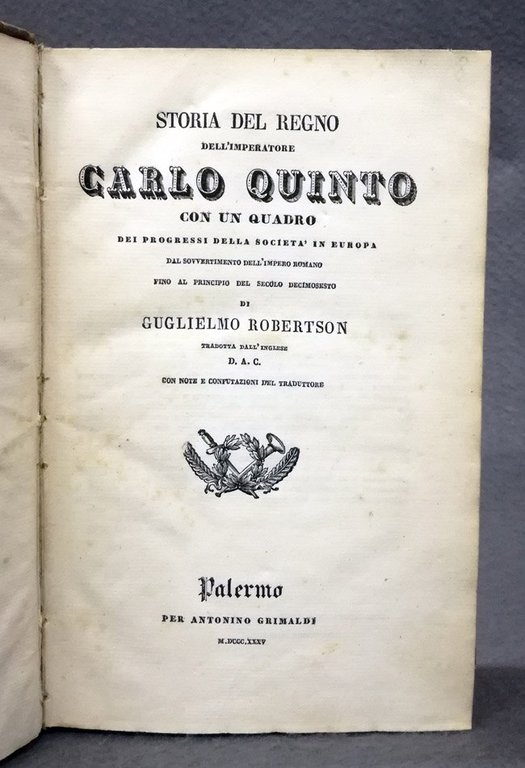 STORIA DEL REGNO
DELL'IMPERATORE
CARLO QUINTO
CON UN QUADRO
DEI PROGRESSI DELLA SOCIETA' IN EUROPA
DAL SOVVERTIMENTO DELL'IMPERO ROMANO
FINO AL PRINCIPIO DEL SECOLO DECIMOSESTO
DI
GUGLIELMO ROBERTSON
TRADOTTA DALL'INGLESE
D. A. C.
CON NOTE E CONFUTAZIONI DEL TRADUTTORE
Palermo
PER ANTONINO GRIMALDI
M.DCCC.XXXV